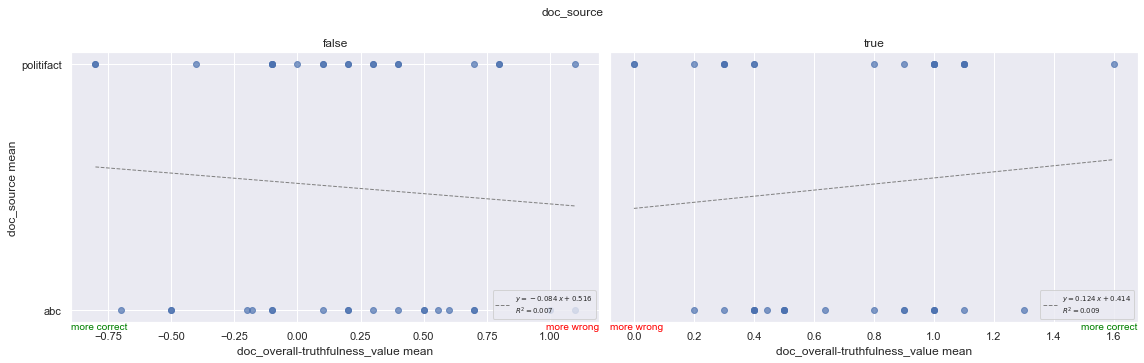 doc_source
false
true
politifact
abc
doc_source mean
y = −0.084 x + 0.516
R² = 0.007
y = 0.124 x + 0.414
R² = 0.009
more correct
more wrong
more wrong
more correct
−0.75 −0.50 −0.25 0.00 0.25 0.50 0.75 1.00
0.0 0.2 0.4 0.6 0.8 1.0 1.2 1.4 1.6
doc_overall-truthfulness_value mean
doc_overall-truthfulness_value mean